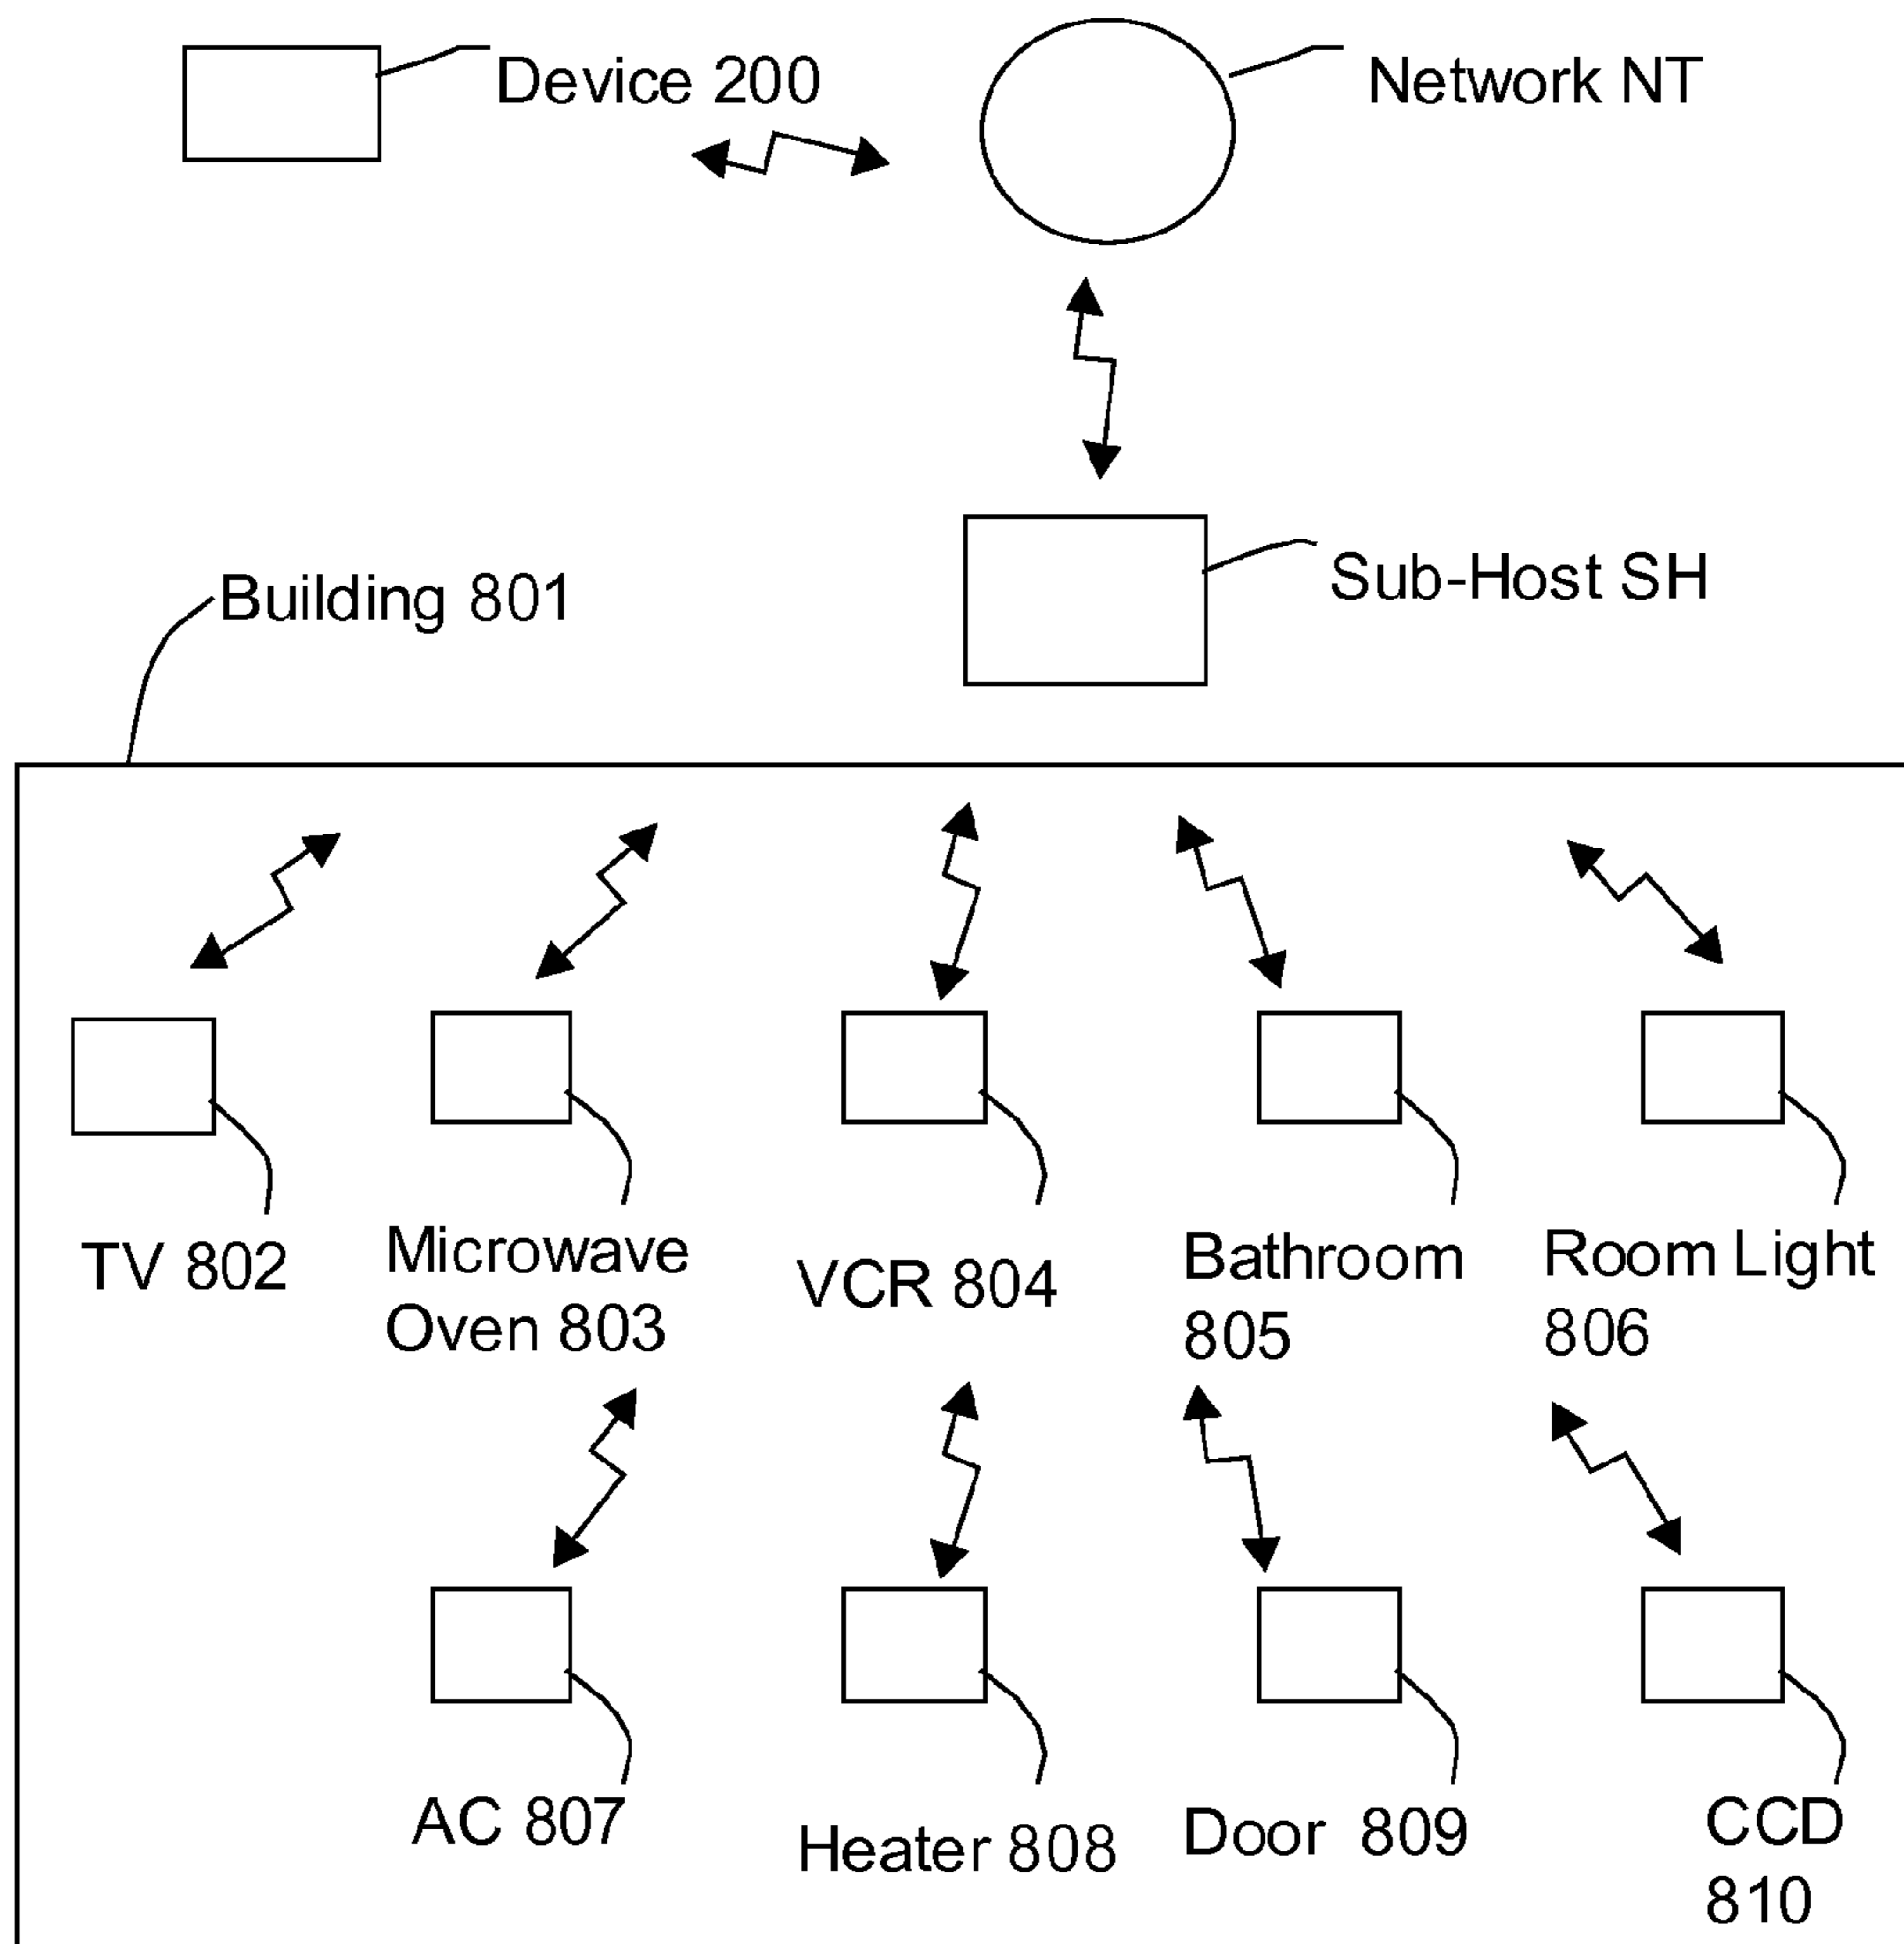 Device 200
Network NT
Sub-Host SH
Building 801
TV 802
Microwave
Oven 803
VCR 804
Bathroom
805
Room Light
806
AC 807
Heater 808
Door 809
CCD
810